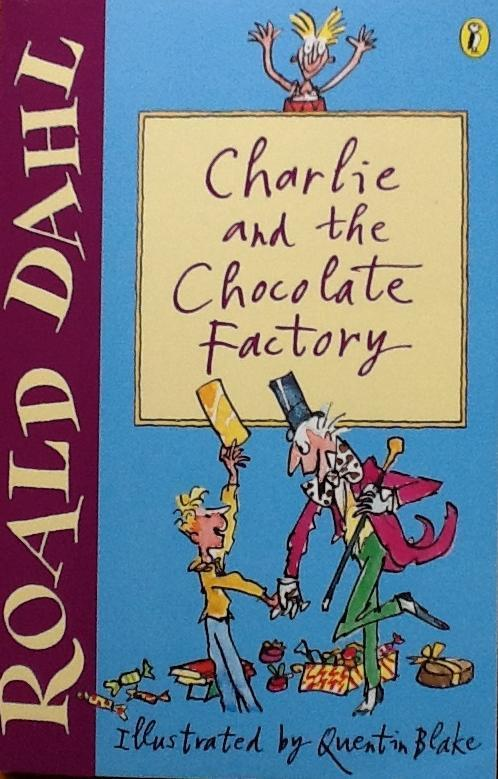 ROALD DAHL
Charlie
and the
Chocolate
Factory
Illustrated by Quentin Blake